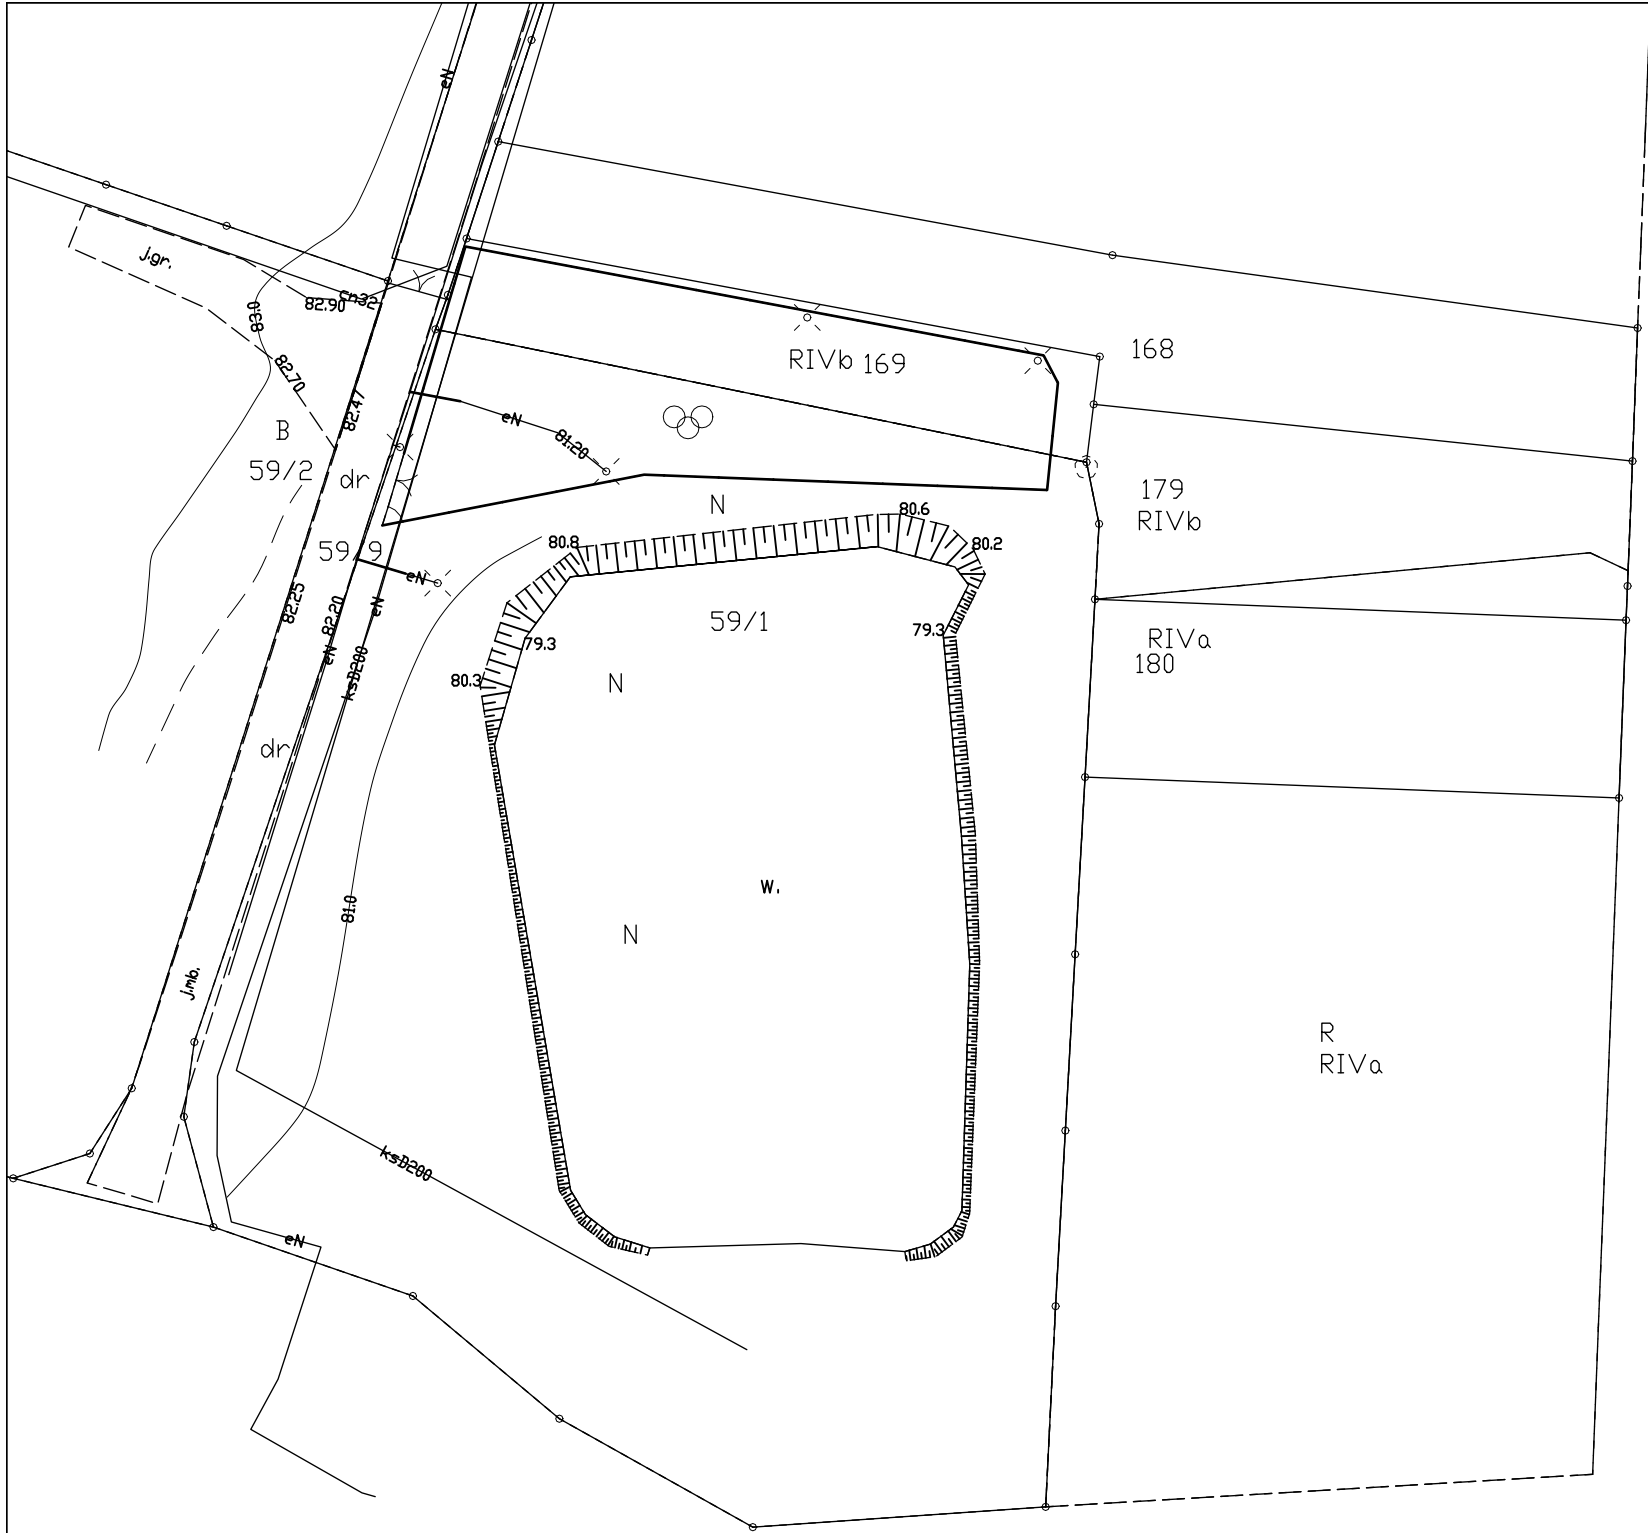 eN
j.gr.
83.0
82.90
cn32
82.70
82.47
RIVb 169
168
B
59/2
dr
eN
81.20
N
80.6
179
RIVb
59/9
80.8
80.2
eN
eN
82.25
82.20
eN
ksD200
59/1
79.3
79.3
RIVa
180
80.3
N
dr
81.0
w.
N
j.mb.
R
RIVa
ksD200
eN